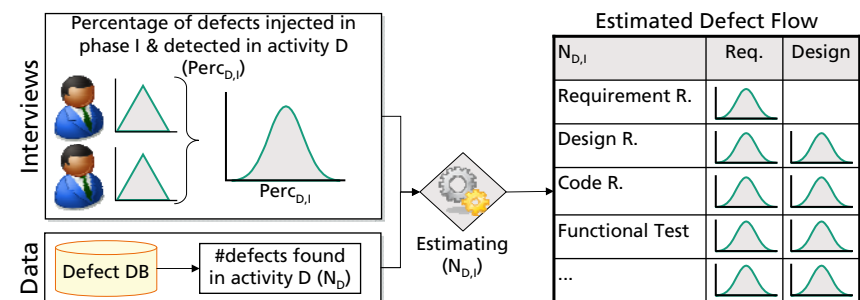 Percentage of defects injected in
phase I & detected in activity D
(Perc_D,I)
Interviews
Perc_D,I
Data
Defect DB
#defects found
in activity D (N_D)
Estimating
(N_D,I)
Estimated Defect Flow
N_D,I Req. Design
Requirement R.
Design R.
Code R.
Functional Test
...